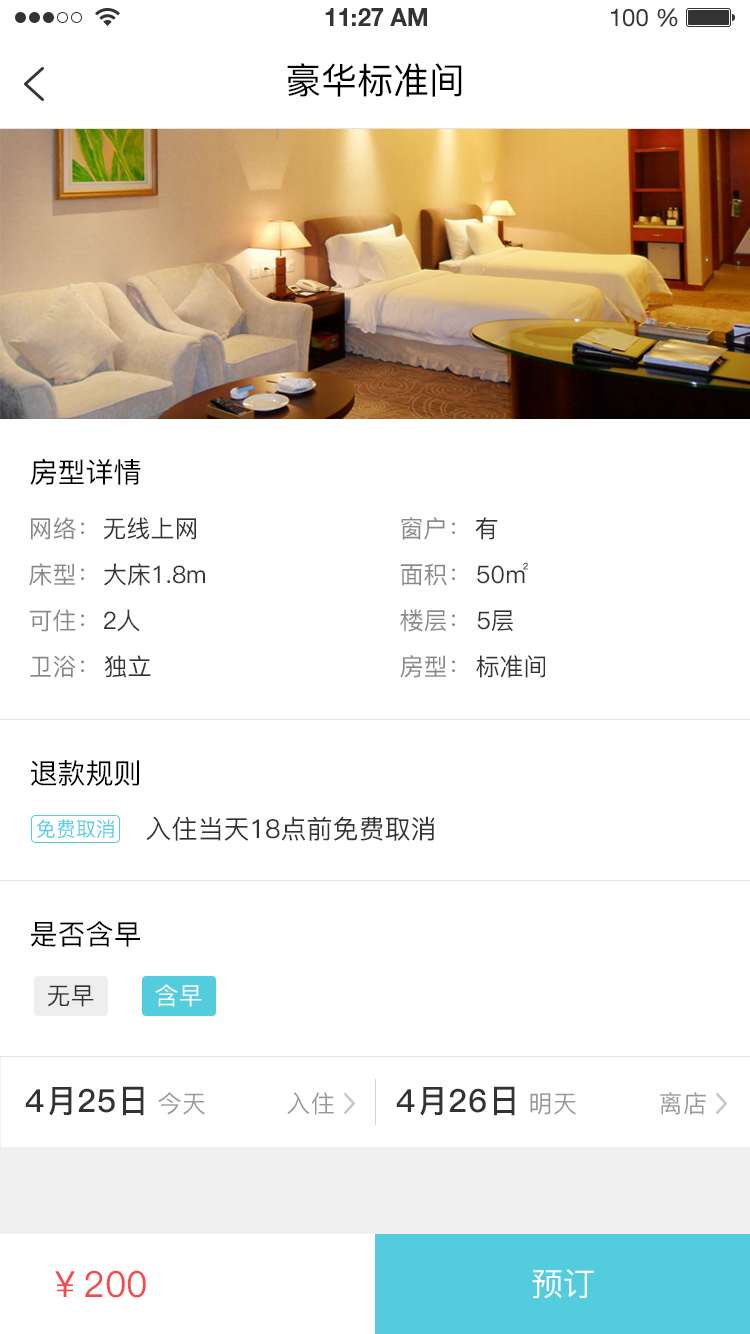 11:27 AM 100 %
豪华标准间
房型详情
网络： 无线上网 窗户： 有
床型： 大床1.8m 面积： 50㎡
可住： 2人 楼层： 5层
卫浴： 独立 房型： 标准间
退款规则
免费取消 入住当天18点前免费取消
是否含早
无早 含早
4月25日 今天 入住 4月26日 明天 离店
¥ 200 预订